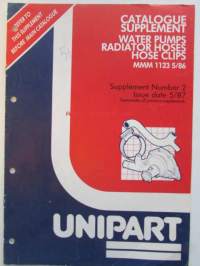 REFER TO
THIS SUPPLEMENT
BEFORE MAIN CATALOGUE
CATALOGUE
SUPPLEMENT
WATER PUMPS
RADIATOR HOSES
HOSE CLIPS
MMM 1123 5/86
Supplement Number 2
Issue date 5/87
UNIPART